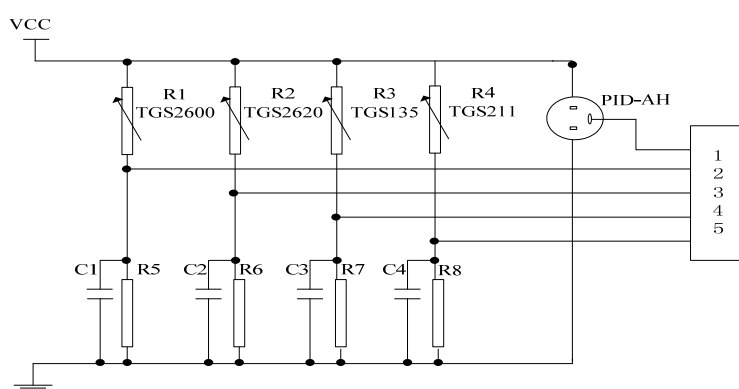 VCC
R1
TGS2600
R2
TGS2620
R3
TGS135
R4
TGS211
PID-AH
1
2
3
4
5
C1
R5
C2
R6
C3
R7
C4
R8